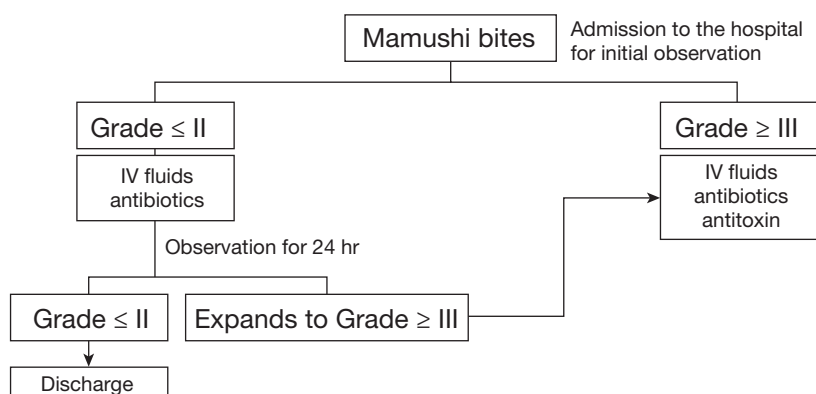 Mamushi bites
Admission to the hospital
for initial observation
Grade ≤ II
Grade ≥ III
IV fluids
antibiotics
IV fluids
antibiotics
antitoxin
Observation for 24 hr
Grade ≤ II
Expands to Grade ≥ III
Discharge